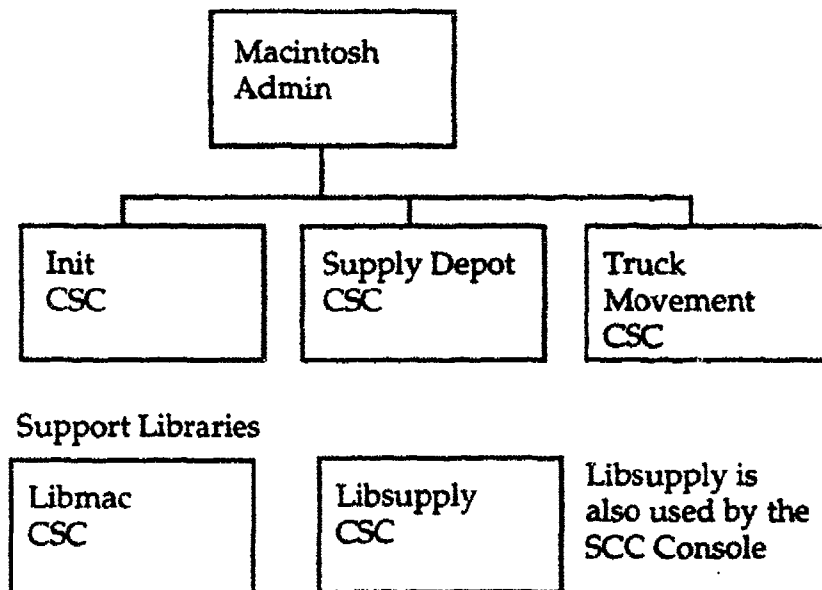 Macintosh
Admin
Init
CSC
Supply Depot
CSC
Truck
Movement
CSC
Support Libraries
Libmac
CSC
Libsupply
CSC
Libsupply is
also used by the
SCC Console